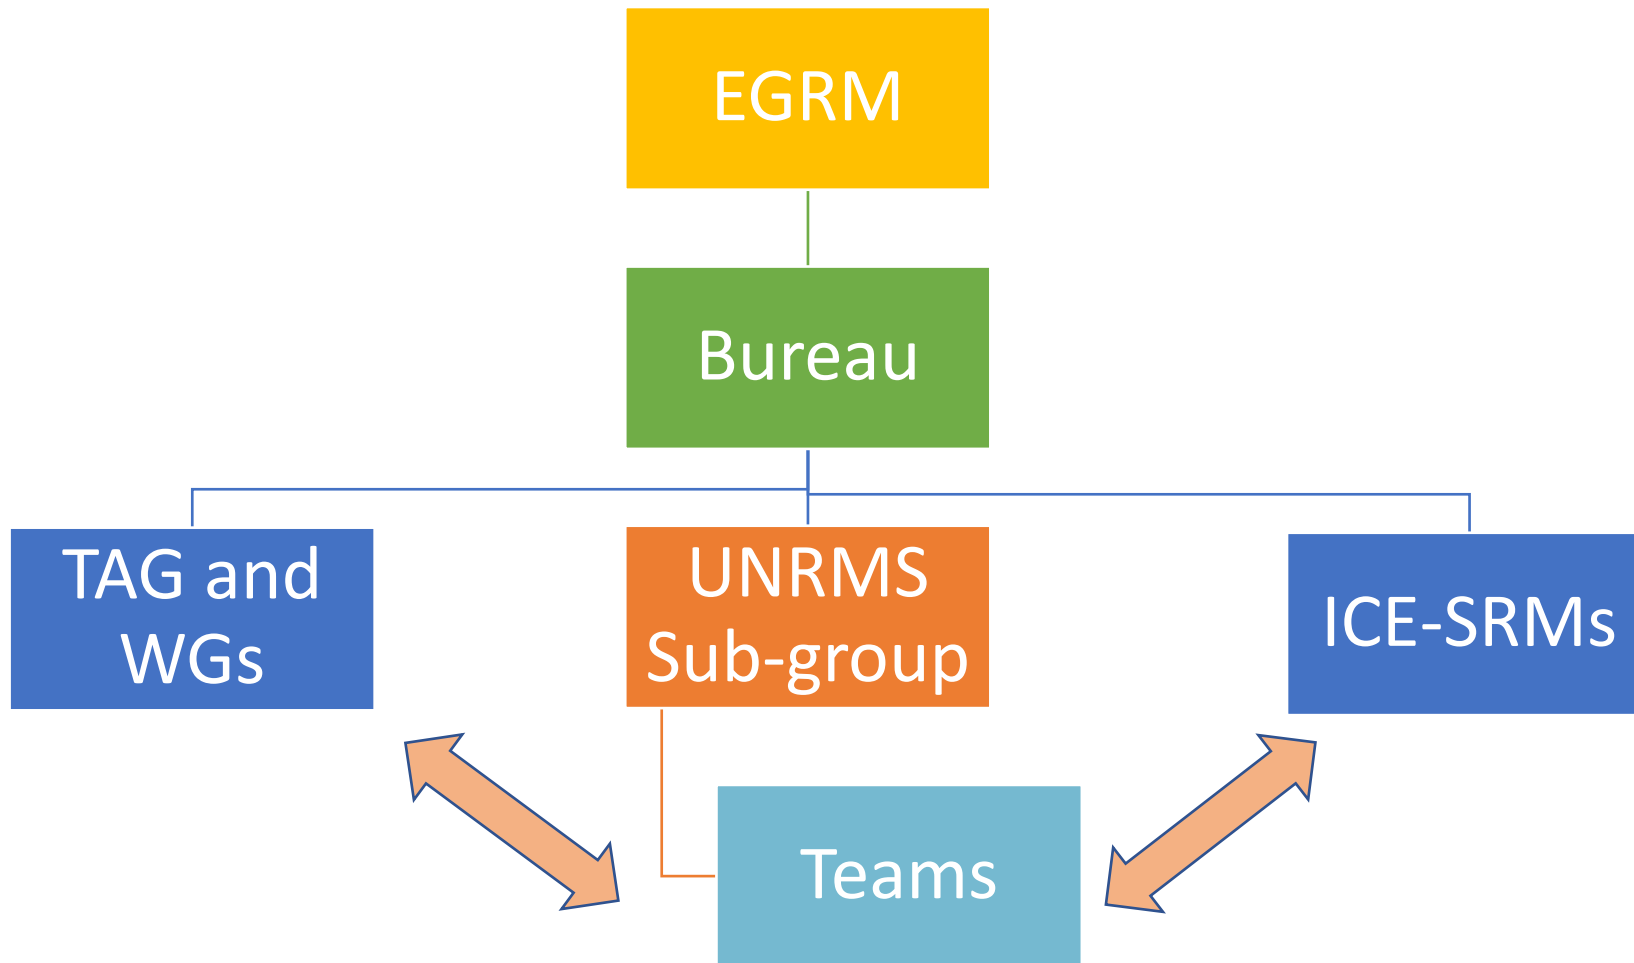 EGRM
Bureau
TAG and
WGs
UNRMS
Sub-group
ICE-SRMs
Teams